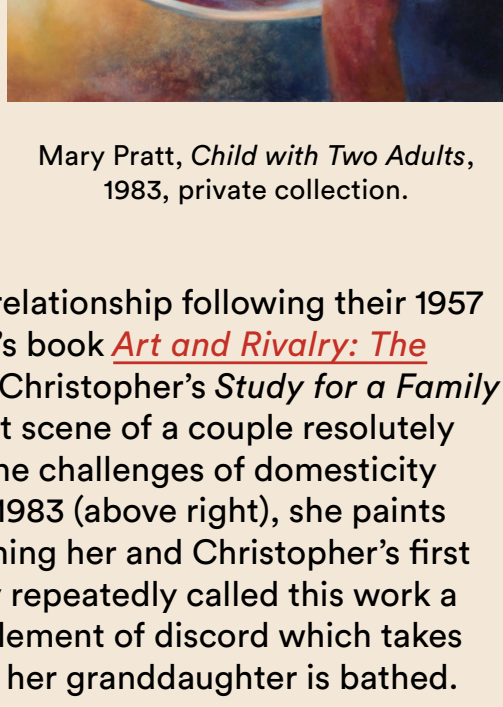 Mary Pratt, Child with Two Adults,
1983, private collection.
relationship following their 1957
's book Art and Rivalry: The
Christopher's Study for a Family
t scene of a couple resolutely
he challenges of domesticity
1983 (above right), she paints
ning her and Christopher's first
repeatedly called this work a
lement of discord which takes
her granddaughter is bathed.